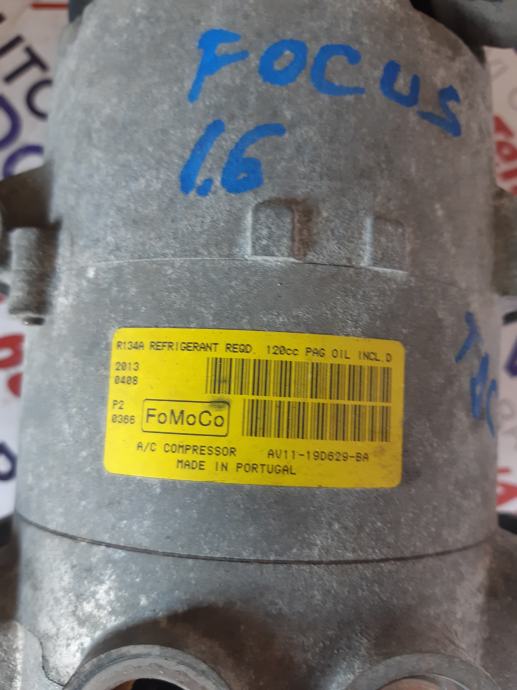 FOCUS
1.6
R134A REFRIGERANT REQD. 120cc PAG OIL INCL.D
2013
0408
P2
0366
FoMoCo
A/C COMPRESSOR AV11-19D629-BA
MADE IN PORTUGAL